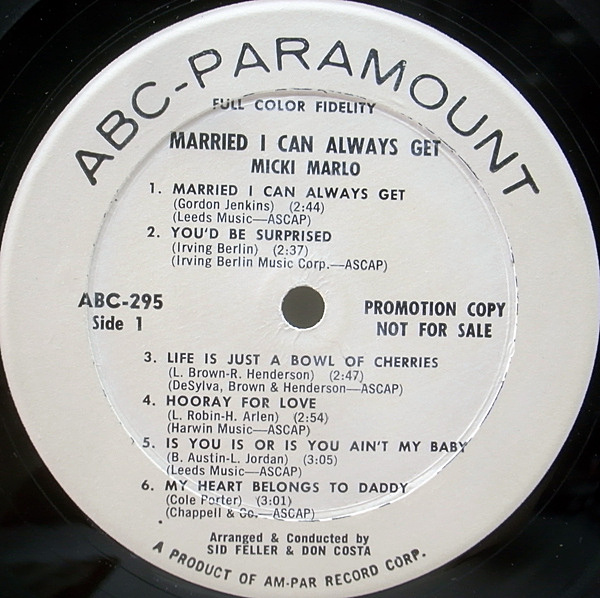 ABC-PARAMOUNT
FULL COLOR FIDELITY
MARRIED I CAN ALWAYS GET
MICKI MARLO
1. MARRIED I CAN ALWAYS GET
(Gordon Jenkins) (2:44)
(Leeds Music—ASCAP)
2. YOU'D BE SURPRISED
(Irving Berlin) (2:37)
(Irving Berlin Music Corp.—ASCAP)
ABC-295
Side 1
PROMOTION COPY
NOT FOR SALE
3. LIFE IS JUST A BOWL OF CHERRIES
(L. Brown-R. Henderson) (2:47)
(DeSylva, Brown & Henderson—ASCAP)
4. HOORAY FOR LOVE
(L. Robin-H. Arlen) (2:54)
(Harwin Music—ASCAP)
5. IS YOU IS OR IS YOU AIN'T MY BABY
(B. Austin-L. Jordan) (3:05)
(Leeds Music—ASCAP)
6. MY HEART BELONGS TO DADDY
(Cole Porter) (3:01)
(Chappell & Co.—ASCAP)
Arranged & Conducted by
SID FELLER & DON COSTA
A PRODUCT OF AM-PAR RECORD CORP.